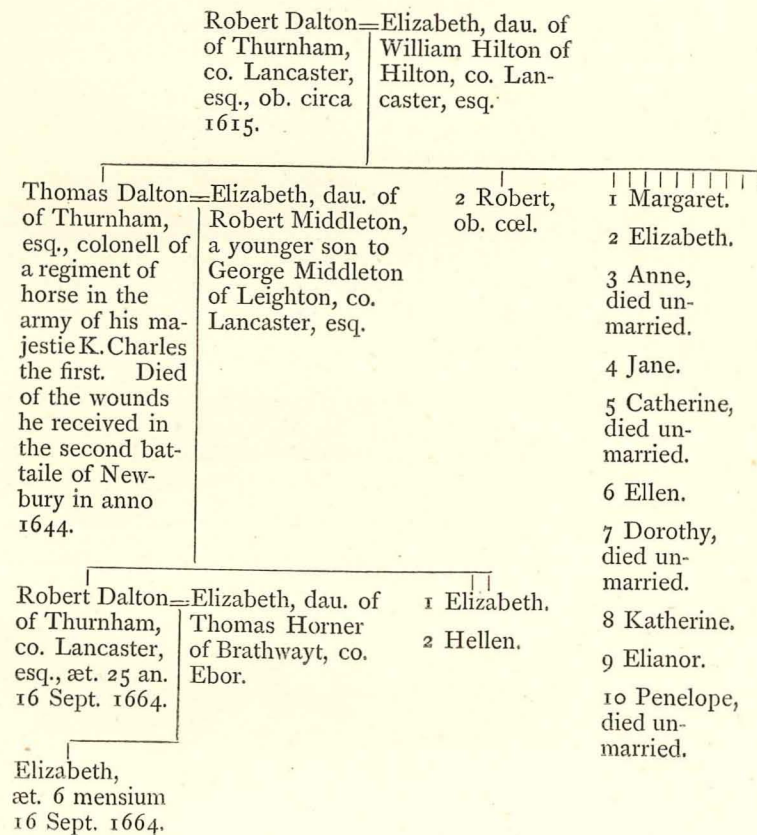 Robert Dalton=Elizabeth, dau. of
of Thurnham,
co. Lancaster,
esq., ob. circa
1615.
William Hilton of
Hilton, co. Lan-
caster, esq.
Thomas Dalton=Elizabeth, dau. of
of Thurnham,
esq., colonell of
a regiment of
horse in the
army of his ma-
jestie K. Charles
the first. Died
of the wounds
he received in
the second bat-
taile of New-
bury in anno
1644.
Robert Middleton,
a younger son to
George Middleton
of Leighton, co.
Lancaster, esq.
2 Robert,
ob. cœl.
1 Margaret.
2 Elizabeth.
3 Anne,
died un-
married.
4 Jane.
5 Catherine,
died un-
married.
6 Ellen.
7 Dorothy,
died un-
married.
8 Katherine.
9 Elianor.
10 Penelope,
died un-
married.
Robert Dalton=Elizabeth, dau. of
of Thurnham,
co. Lancaster,
esq., æt. 25 an.
16 Sept. 1664.
Thomas Horner
of Brathwayt, co.
Ebor.
1 Elizabeth.
2 Hellen.
Elizabeth,
æt. 6 mensium
16 Sept. 1664.